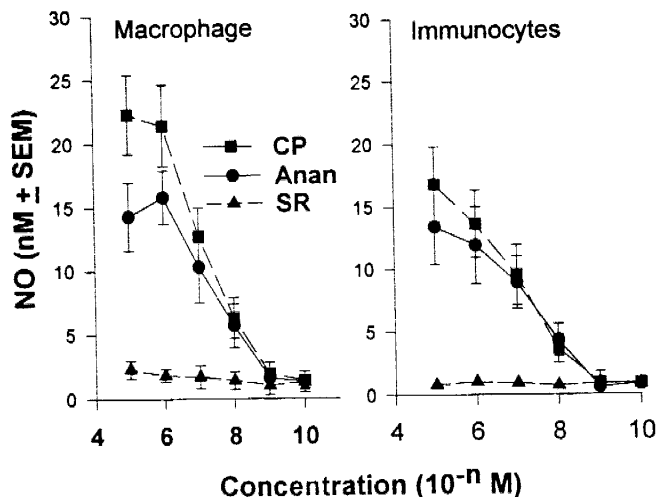 Macrophage
Immunocytes
30
25
20
15
10
5
0
30
25
20
15
10
5
0
CP
Anan
SR
NO (nM ± SEM)
4 6 8 10
4 6 8 10
Concentration (10⁻ⁿ M)